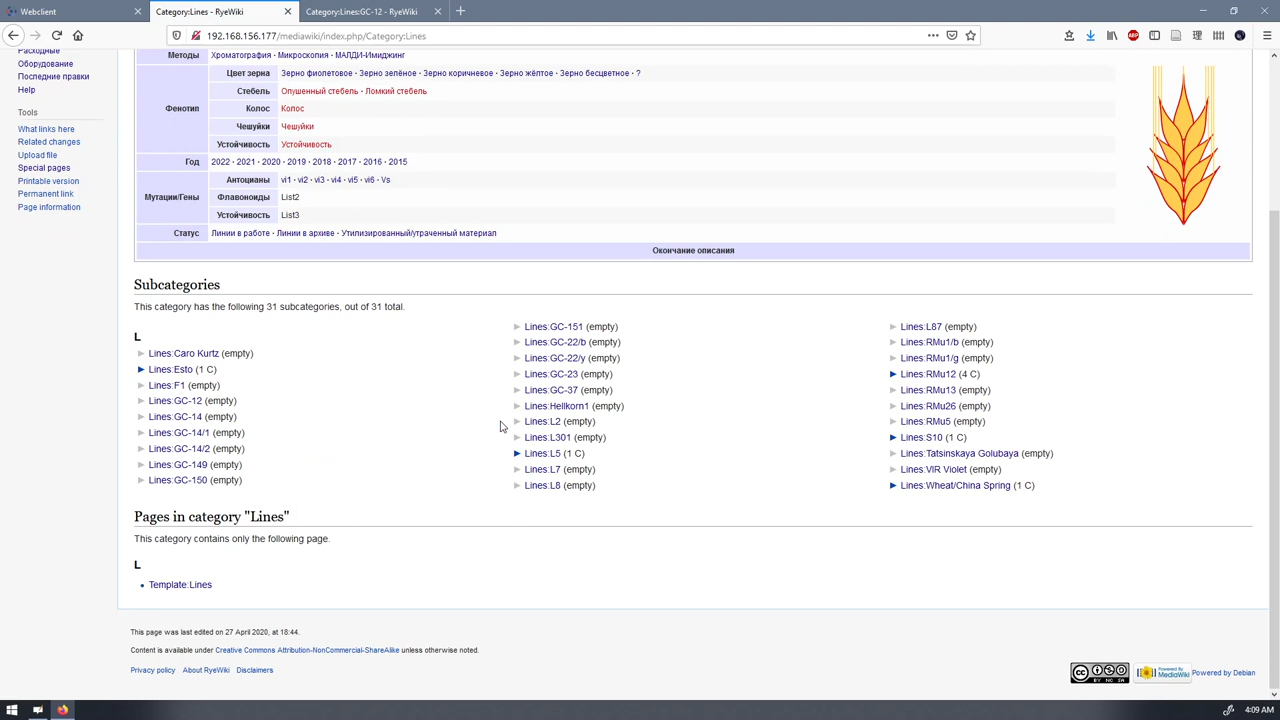 Webclient
Category:Lines - RyeWiki
Category:Lines:GC-12 - RyeWiki
192.168.156.177/mediawiki/index.php/Category:Lines
Расходные
Оборудование
Последние правки
Help
Tools
What links here
Related changes
Upload file
Special pages
Printable version
Permanent link
Page information
Методы Хроматография · Микроскопия · МАЛДИ-Имиджинг
Фенотип
Цвет зерна Зерно фиолетовое · Зерно зелёное · Зерно коричневое · Зерно жёлтое · Зерно бесцветное · ?
Стебель Опушенный стебель · Ломкий стебель
Колос Колос
Чешуйки Чешуйки
Устойчивость Устойчивость
Год 2022 · 2021 · 2020 · 2019 · 2018 · 2017 · 2016 · 2015
Мутации/Гены
Антоцианы vi1 · vi2 · vi3 · vi4 · vi5 · vi6 · Vs
Флавоноиды List2
Устойчивость List3
Статус Линии в работе · Линии в архиве · Утилизированный/утраченный материал
Окончание описания
Subcategories
This category has the following 31 subcategories, out of 31 total.
L
Lines:Caro Kurtz (empty)
Lines:Esto (1 C)
Lines:F1 (empty)
Lines:GC-12 (empty)
Lines:GC-14 (empty)
Lines:GC-14/1 (empty)
Lines:GC-14/2 (empty)
Lines:GC-149 (empty)
Lines:GC-150 (empty)
Lines:GC-151 (empty)
Lines:GC-22/b (empty)
Lines:GC-22/y (empty)
Lines:GC-23 (empty)
Lines:GC-37 (empty)
Lines:Hellkorn1 (empty)
Lines:L2 (empty)
Lines:L301 (empty)
Lines:L5 (1 C)
Lines:L7 (empty)
Lines:L8 (empty)
Lines:L87 (empty)
Lines:RMu1/b (empty)
Lines:RMu1/g (empty)
Lines:RMu12 (4 C)
Lines:RMu13 (empty)
Lines:RMu26 (empty)
Lines:RMu5 (empty)
Lines:S10 (1 C)
Lines:Tatsinskaya Golubaya (empty)
Lines:VIR Violet (empty)
Lines:Wheat/China Spring (1 C)
Pages in category "Lines"
This category contains only the following page.
L
Template:Lines
This page was last edited on 27 April 2020, at 18:44.
Content is available under Creative Commons Attribution-NonCommercial-ShareAlike unless otherwise noted.
Privacy policy About RyeWiki Disclaimers
Powered By MediaWiki
Powered by Debian
4:09 AM